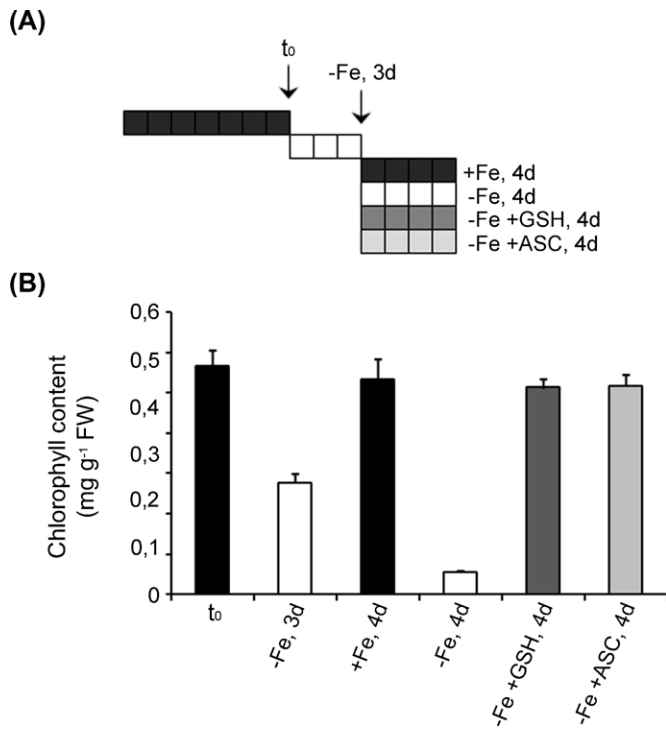 (A)
t₀
-Fe, 3d
+Fe, 4d
-Fe, 4d
-Fe +GSH, 4d
-Fe +ASC, 4d
(B)
Chlorophyll content
(mg g⁻¹ FW)
0,6
0,5
0,4
0,3
0,2
0,1
0
t₀
-Fe, 3d
+Fe, 4d
-Fe, 4d
-Fe +GSH, 4d
-Fe +ASC, 4d